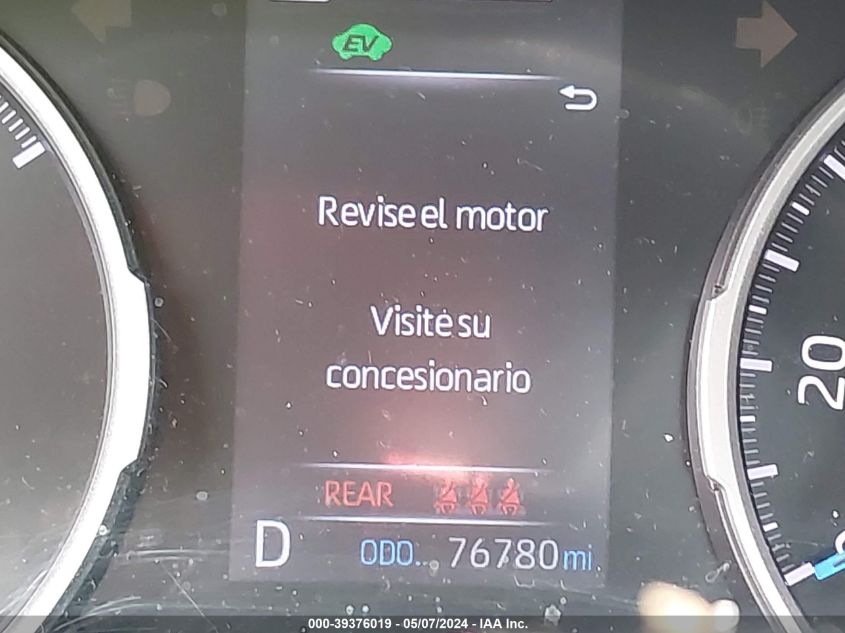 EV
Revise el motor
Visite su
concesionario
REAR
D ODO.. 76780 mi
20
000-39376019 - 05/07/2024 - IAA Inc.